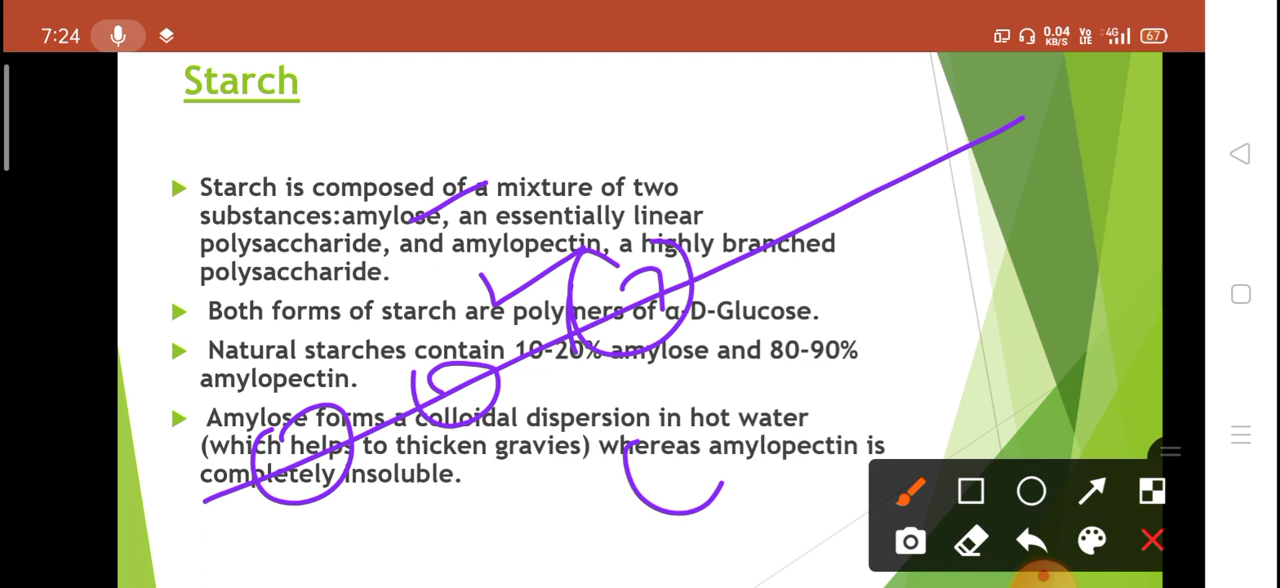 7:24
0.04 KB/S Vo LTE 4G 67
Starch
Starch is composed of a mixture of two
substances:amylose, an essentially linear
polysaccharide, and amylopectin, a highly branched
polysaccharide.
Both forms of starch are polymers of α-D-Glucose.
Natural starches contain 10-20% amylose and 80-90%
amylopectin.
Amylose forms a colloidal dispersion in hot water
(which helps to thicken gravies) whereas amylopectin is
completely insoluble.